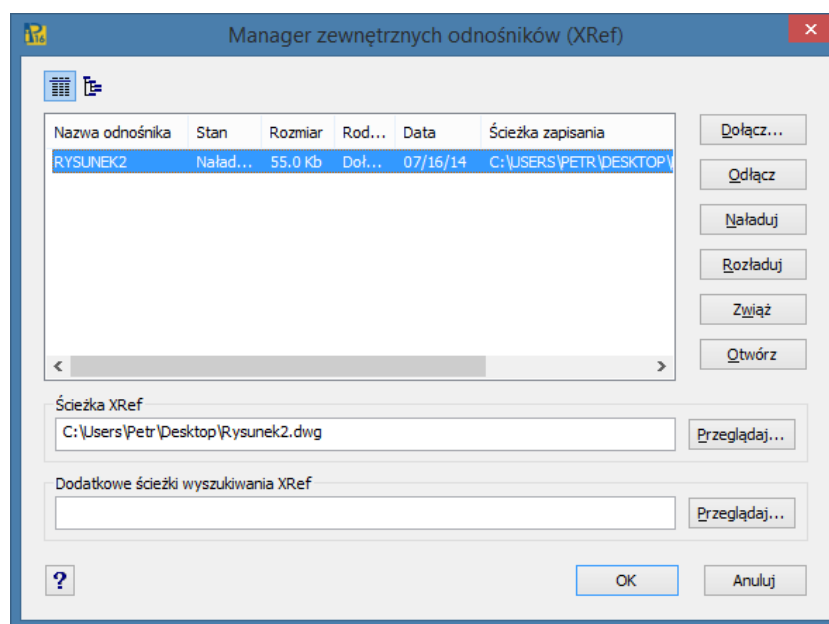 Manager zewnętrznych odnośników (XRef)
Nazwa odnośnika Stan Rozmiar Rod... Data Ścieżka zapisania
RYSUNEK2 Naład... 55.0 Kb Doł... 07/16/14 C:\USERS\PETR\DESKTOP\
Dołącz...
Odłącz
Naładuj
Rozładuj
Zwiąż
Otwórz
Ścieżka XRef
C:\Users\Petr\Desktop\Rysunek2.dwg
Przeglądaj...
Dodatkowe ścieżki wyszukiwania XRef
Przeglądaj...
?
OK
Anuluj